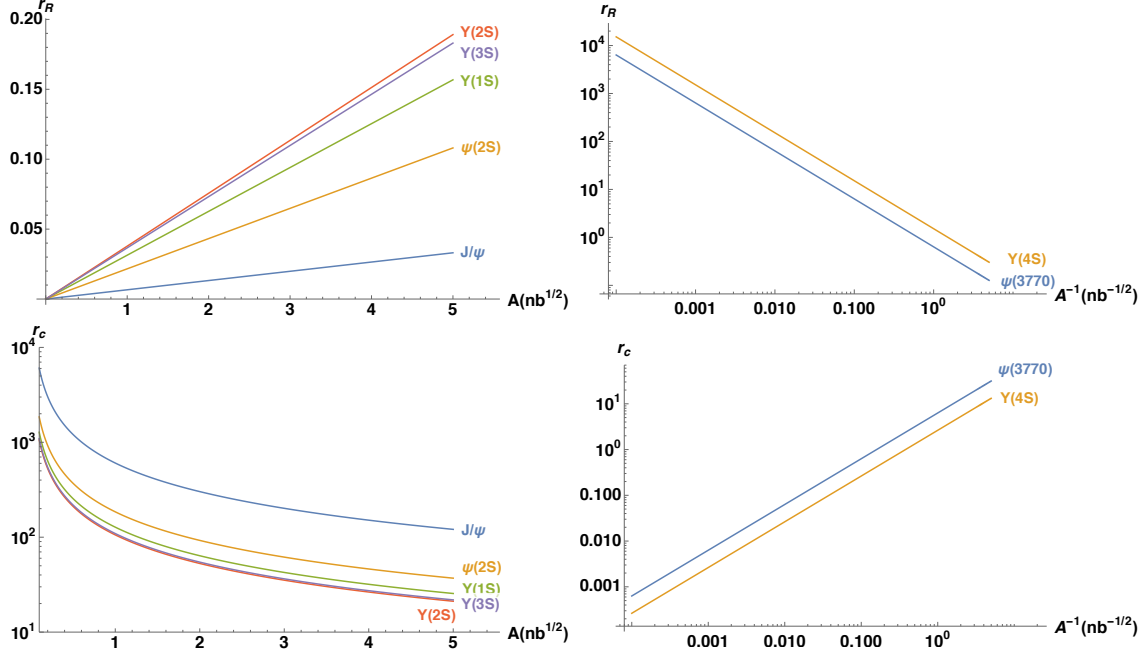 r_R
0.20
0.15
0.10
0.05
Υ(2S)
Υ(3S)
Υ(1S)
ψ(2S)
J/ψ
1 2 3 4 5 A(nb^{1/2})
r_R
10^4
10^3
10^2
10^1
10^0
Υ(4S)
ψ(3770)
0.001 0.010 0.100 10^0 A^{-1}(nb^{-1/2})
r_c
10^4
10^3
10^2
10^1
J/ψ
ψ(2S)
Υ(1S)
Υ(3S)
Υ(2S)
1 2 3 4 5 A(nb^{1/2})
r_c
10^1
10^0
0.100
0.010
0.001
ψ(3770)
Υ(4S)
0.001 0.010 0.100 10^0 A^{-1}(nb^{-1/2})